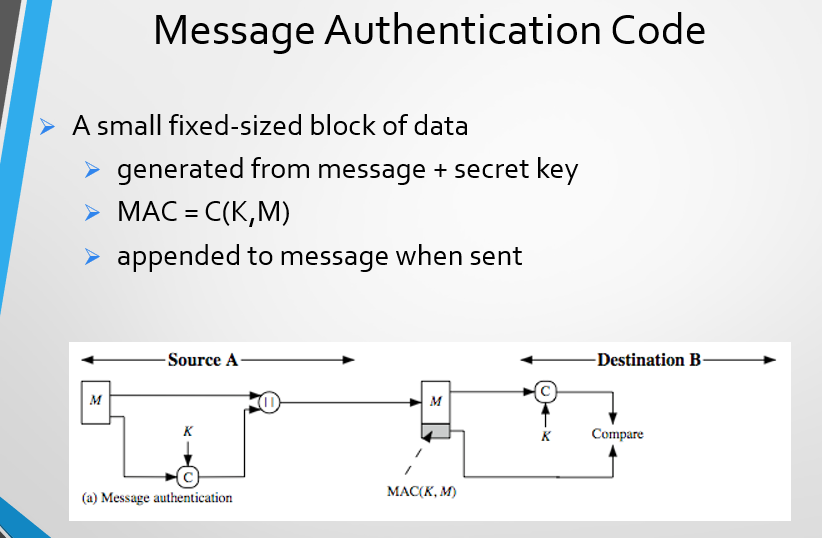 Message Authentication Code
A small fixed-sized block of data
generated from message + secret key
MAC = C(K,M)
appended to message when sent
Source A
Destination B
M
||
M
C
K
K
Compare
C
(a) Message authentication
MAC(K, M)